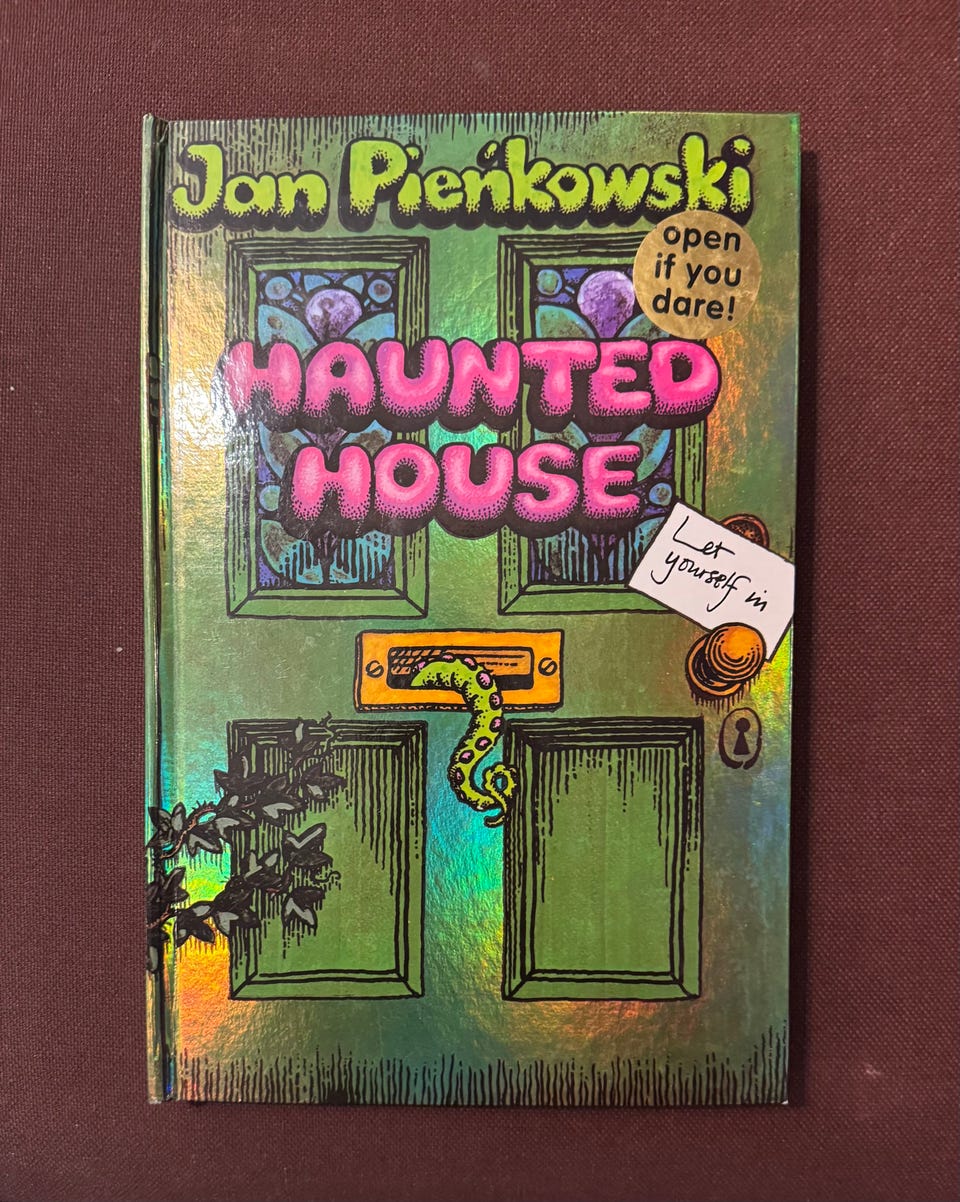 Jan Pieńkowski
open
if you
dare!
HAUNTED
HOUSE
Let
yourself in